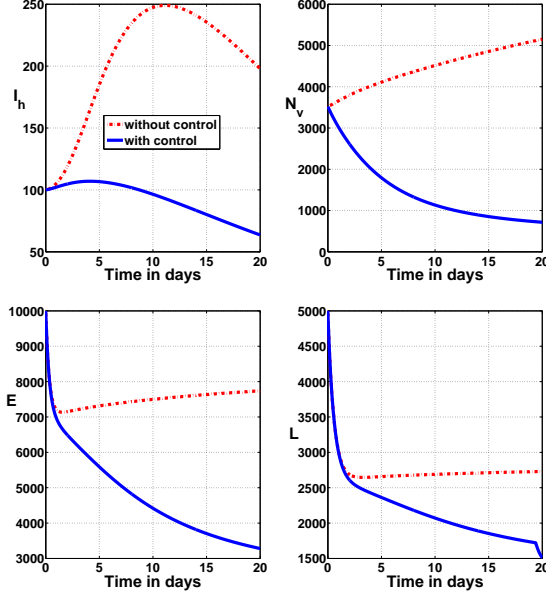 250
200
I_h
150
without control
with control
100
50
0 5 10 15 20
Time in days
6000
5000
4000
N_v
3000
2000
1000
0
0 5 10 15 20
Time in days
10000
9000
8000
E
7000
6000
5000
4000
3000
0 5 10 15 20
Time in days
5000
4500
4000
3500
L
3000
2500
2000
1500
0 5 10 15 20
Time in days